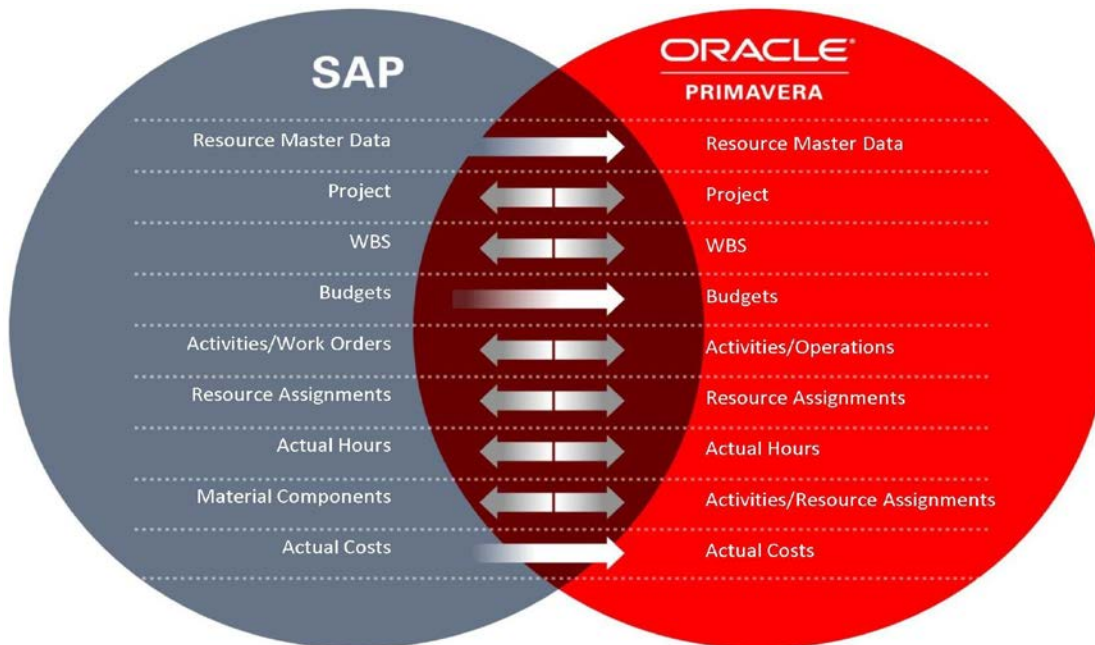 SAP
ORACLE®
PRIMAVERA
Resource Master Data Resource Master Data
Project Project
WBS WBS
Budgets Budgets
Activities/Work Orders Activities/Operations
Resource Assignments Resource Assignments
Actual Hours Actual Hours
Material Components Activities/Resource Assignments
Actual Costs Actual Costs